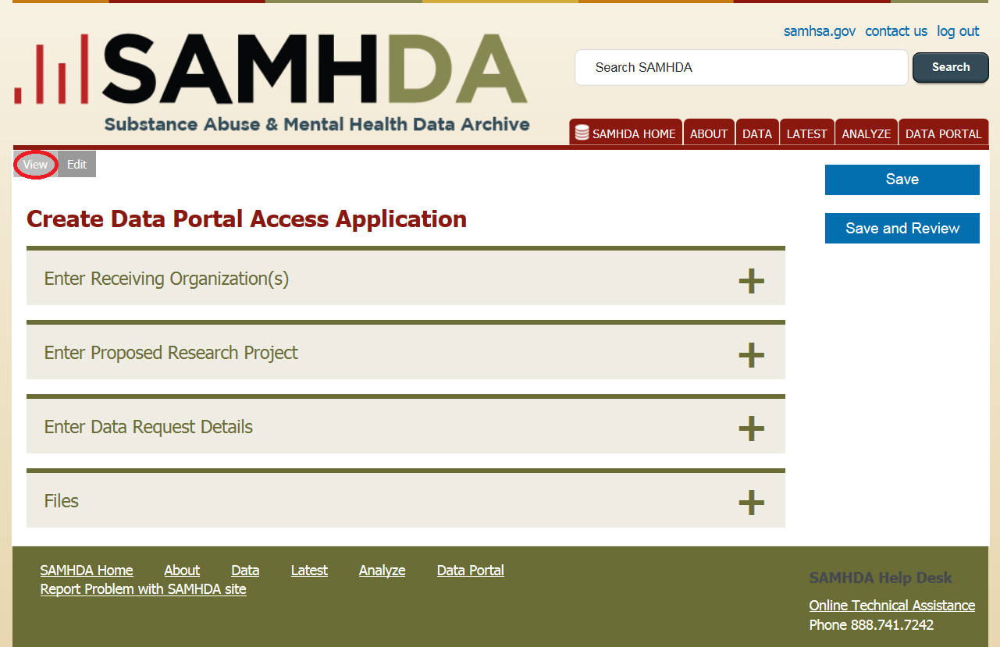 samhsa.gov contact us log out
SAMHDA
Search SAMHDA
Search
Substance Abuse & Mental Health Data Archive
SAMHDA HOME ABOUT DATA LATEST ANALYZE DATA PORTAL
View Edit
Save
Create Data Portal Access Application
Save and Review
Enter Receiving Organization(s)
Enter Proposed Research Project
Enter Data Request Details
Files
SAMHDA Home About Data Latest Analyze Data Portal
Report Problem with SAMHDA site
SAMHDA Help Desk
Online Technical Assistance
Phone 888.741.7242